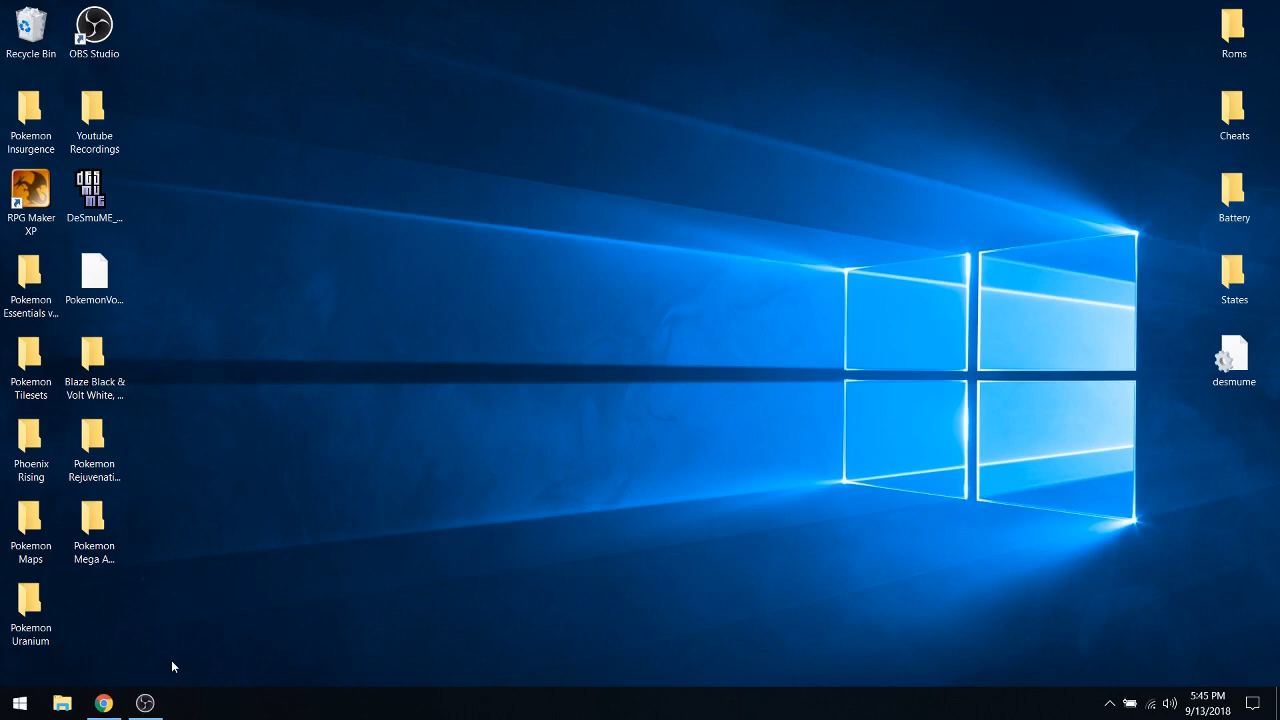 Recycle Bin
OBS Studio
Pokemon
Insurgence
Youtube
Recordings
RPG Maker
XP
DeSmuME_...
Pokemon
Essentials v...
PokemonVo...
Pokemon
Tilesets
Blaze Black &
Volt White, ...
Phoenix
Rising
Pokemon
Rejuvenati...
Pokemon
Maps
Pokemon
Mega A...
Pokemon
Uranium
Roms
Cheats
Battery
States
desmume
5:45 PM
9/13/2018